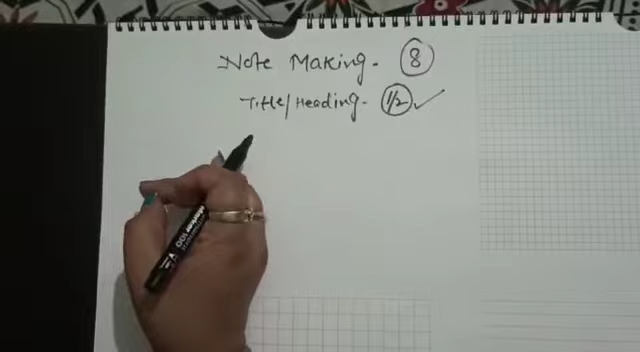 Note Making - 8
Title/Heading - 1/2 ✓